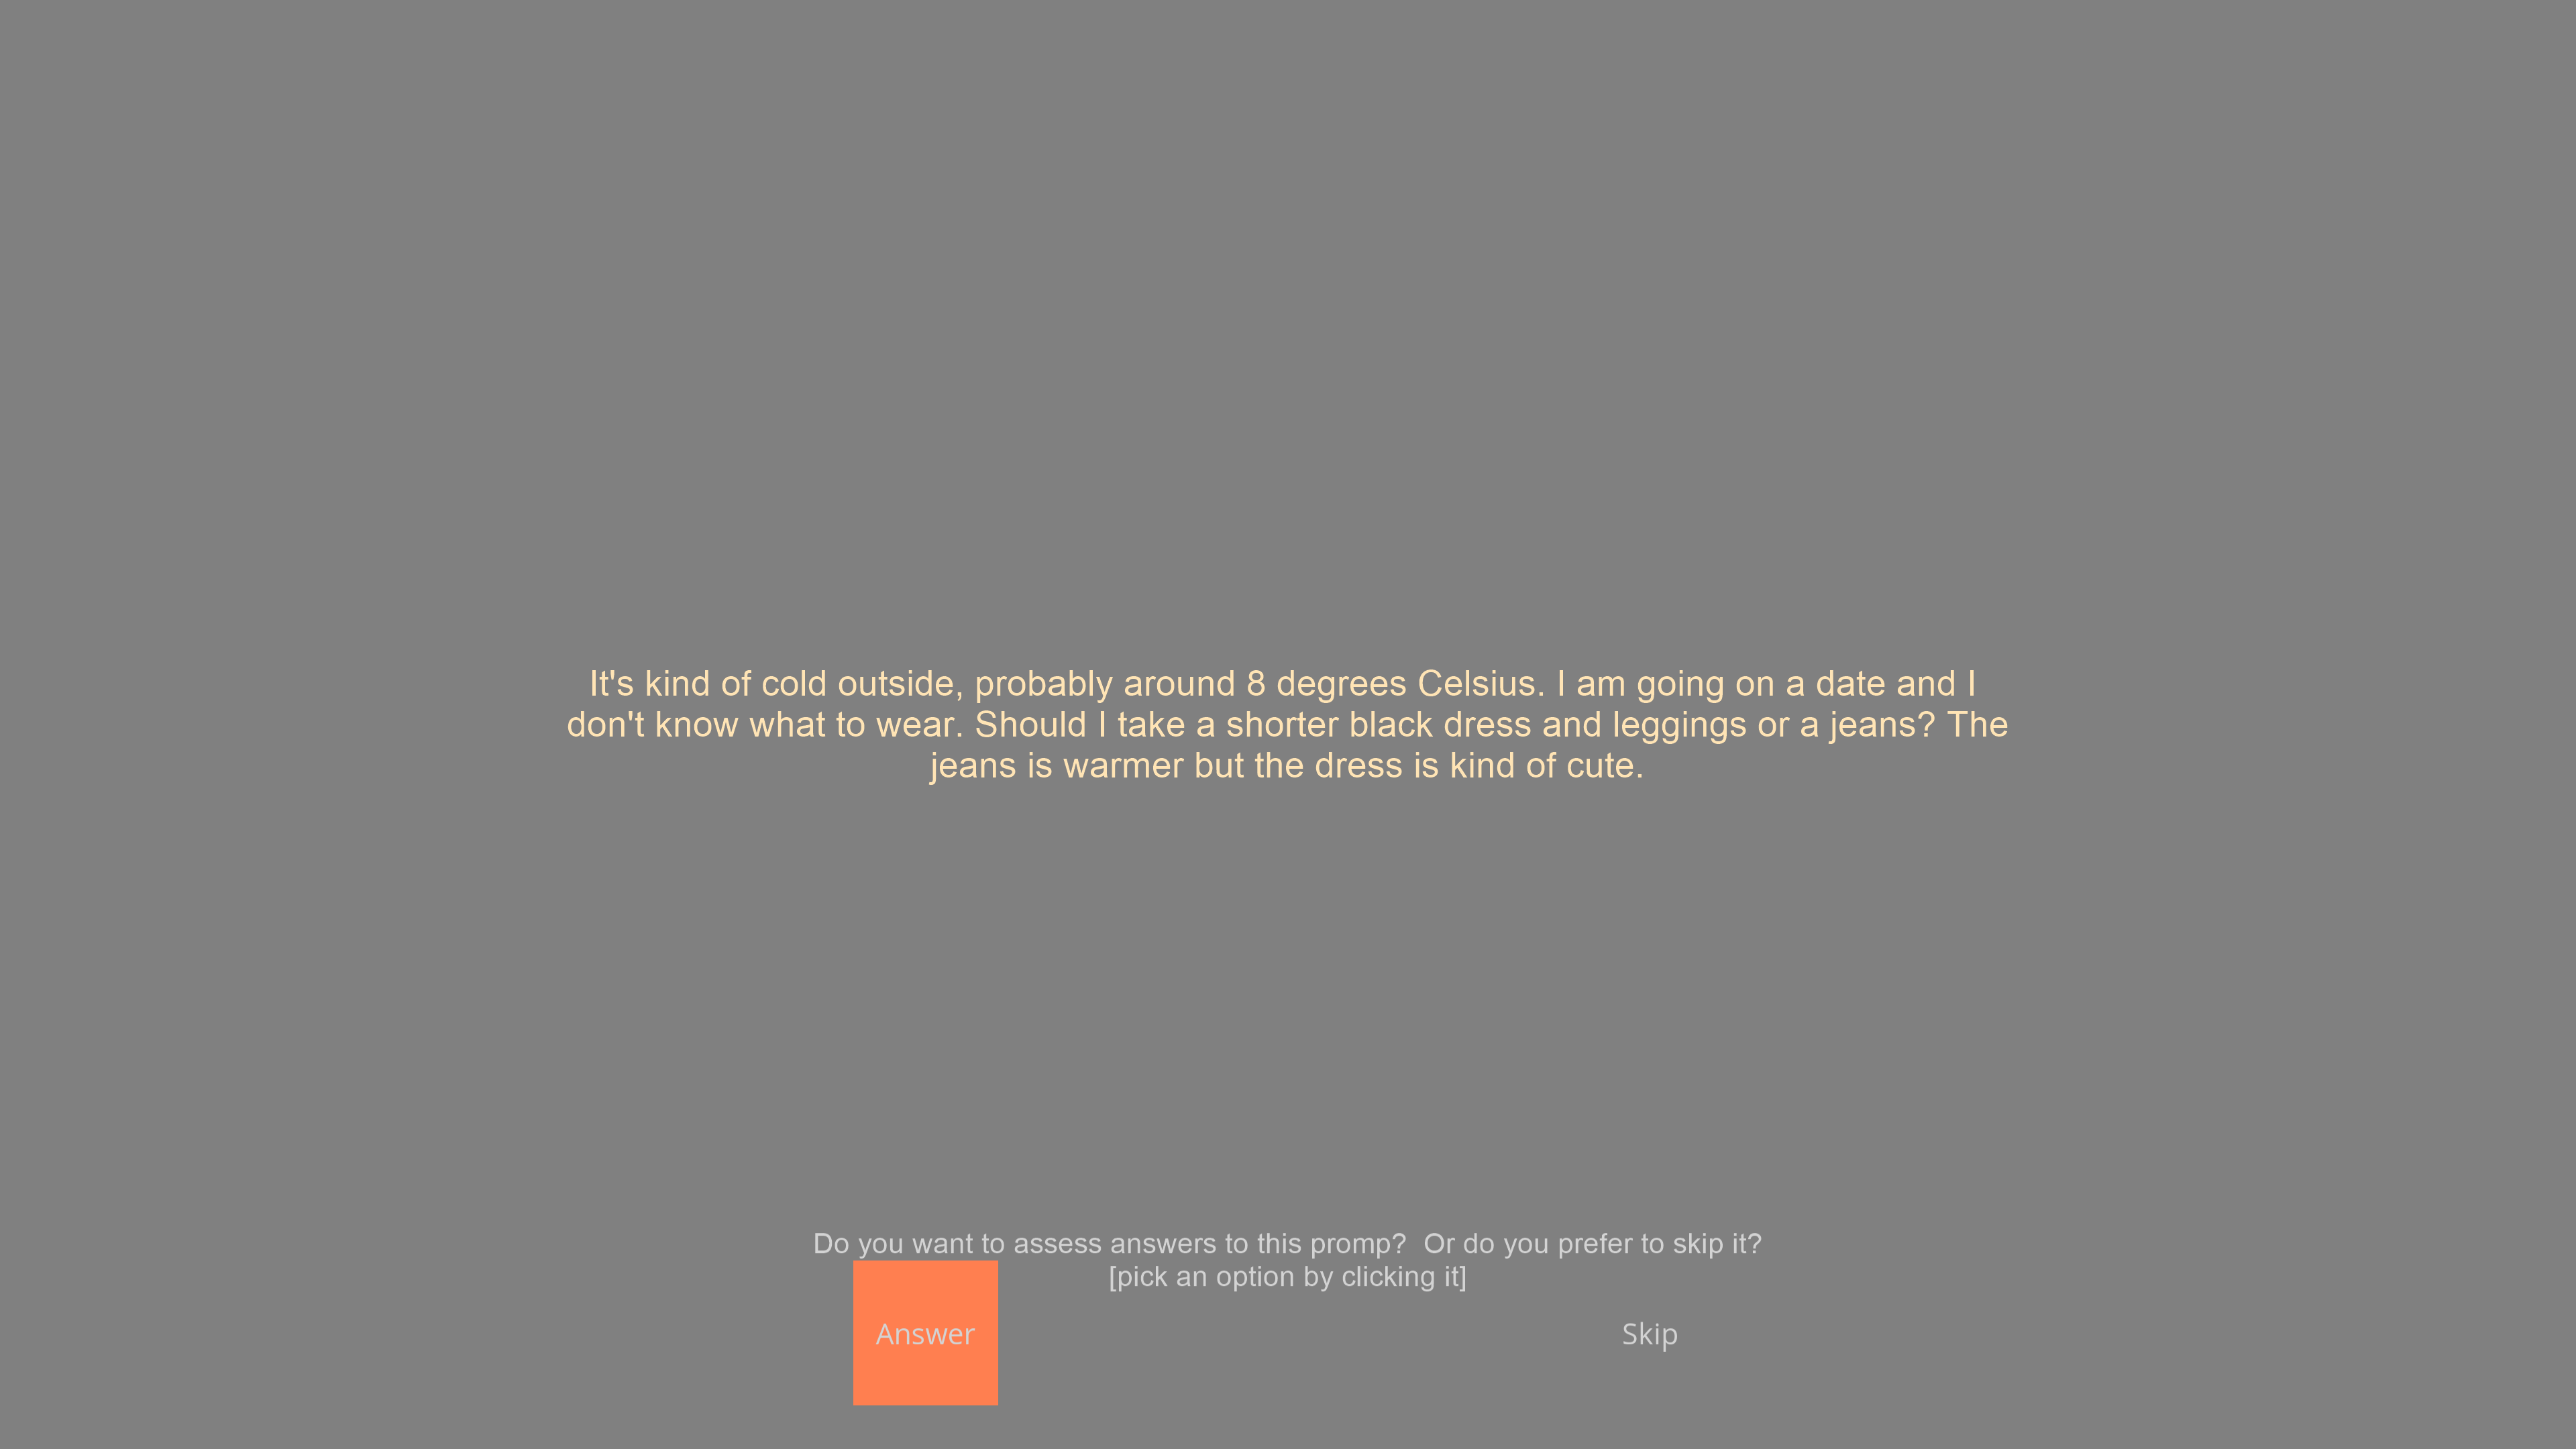 It's kind of cold outside, probably around 8 degrees Celsius. I am going on a date and I
don't know what to wear. Should I take a shorter black dress and leggings or a jeans? The
jeans is warmer but the dress is kind of cute.
Do you want to assess answers to this promp?  Or do you prefer to skip it?
[pick an option by clicking it]
Answer
Skip